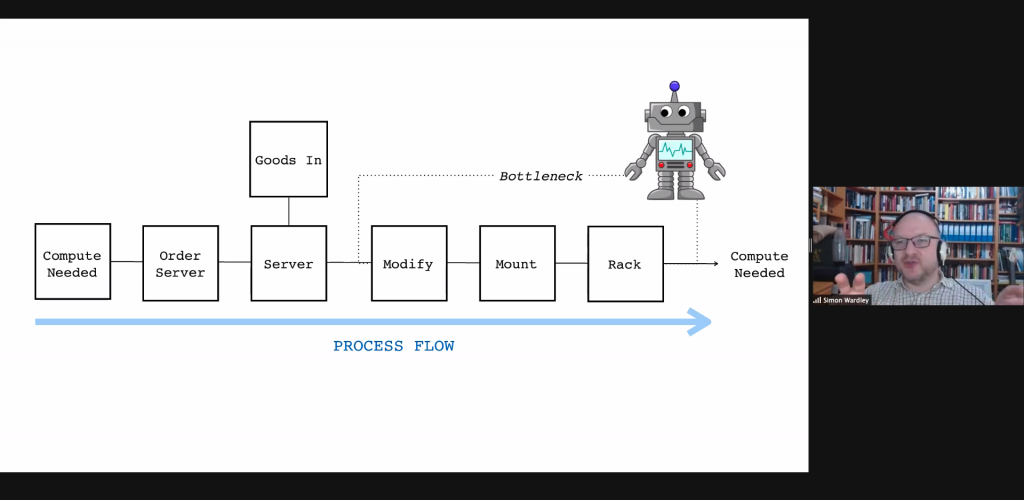 Goods In
Bottleneck
Compute
Needed
Order
Server
Server
Modify
Mount
Rack
Compute
Needed
PROCESS FLOW
Simon Wardley